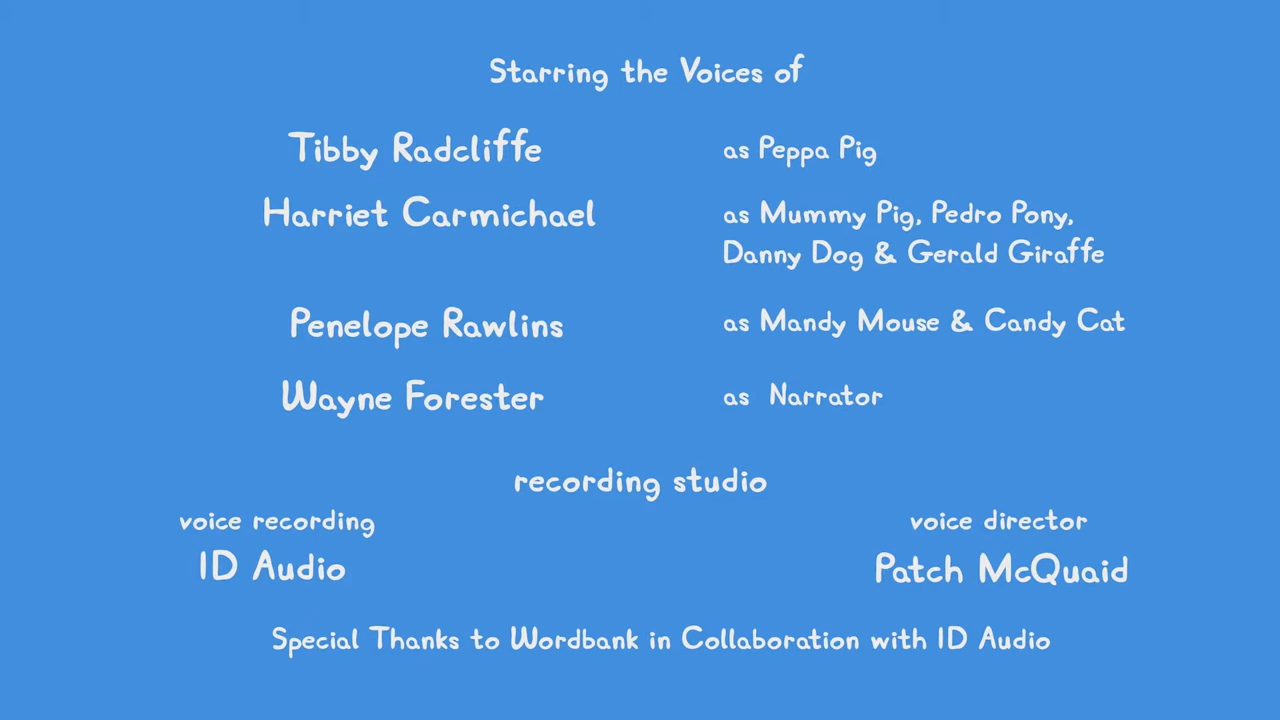 Starring the Voices of
Tibby Radcliffe as Peppa Pig
Harriet Carmichael as Mummy Pig, Pedro Pony,
Danny Dog & Gerald Giraffe
Penelope Rawlins as Mandy Mouse & Candy Cat
Wayne Forester as Narrator
recording studio
voice recording voice director
ID Audio Patch McQuaid
Special Thanks to Wordbank in Collaboration with ID Audio